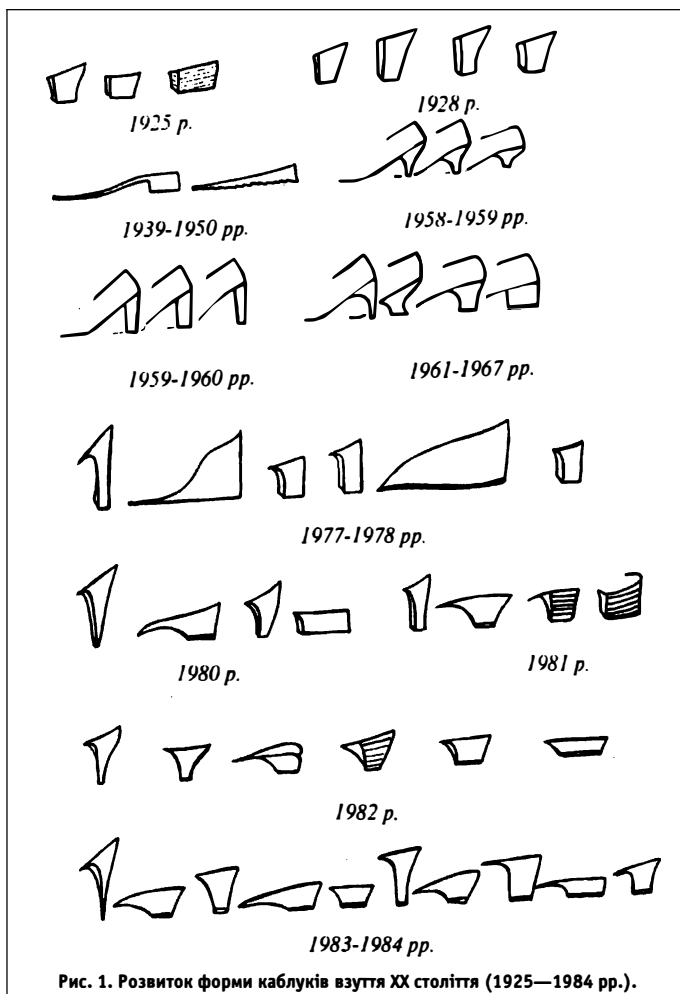 1925 р.
1928 р.
1939-1950 рр.
1958-1959 рр.
1959-1960 рр.
1961-1967 рр.
1977-1978 рр.
1980 р.
1981 р.
1982 р.
1983-1984 рр.
Рис. 1. Розвиток форми каблуків взуття XX століття (1925—1984 рр.).